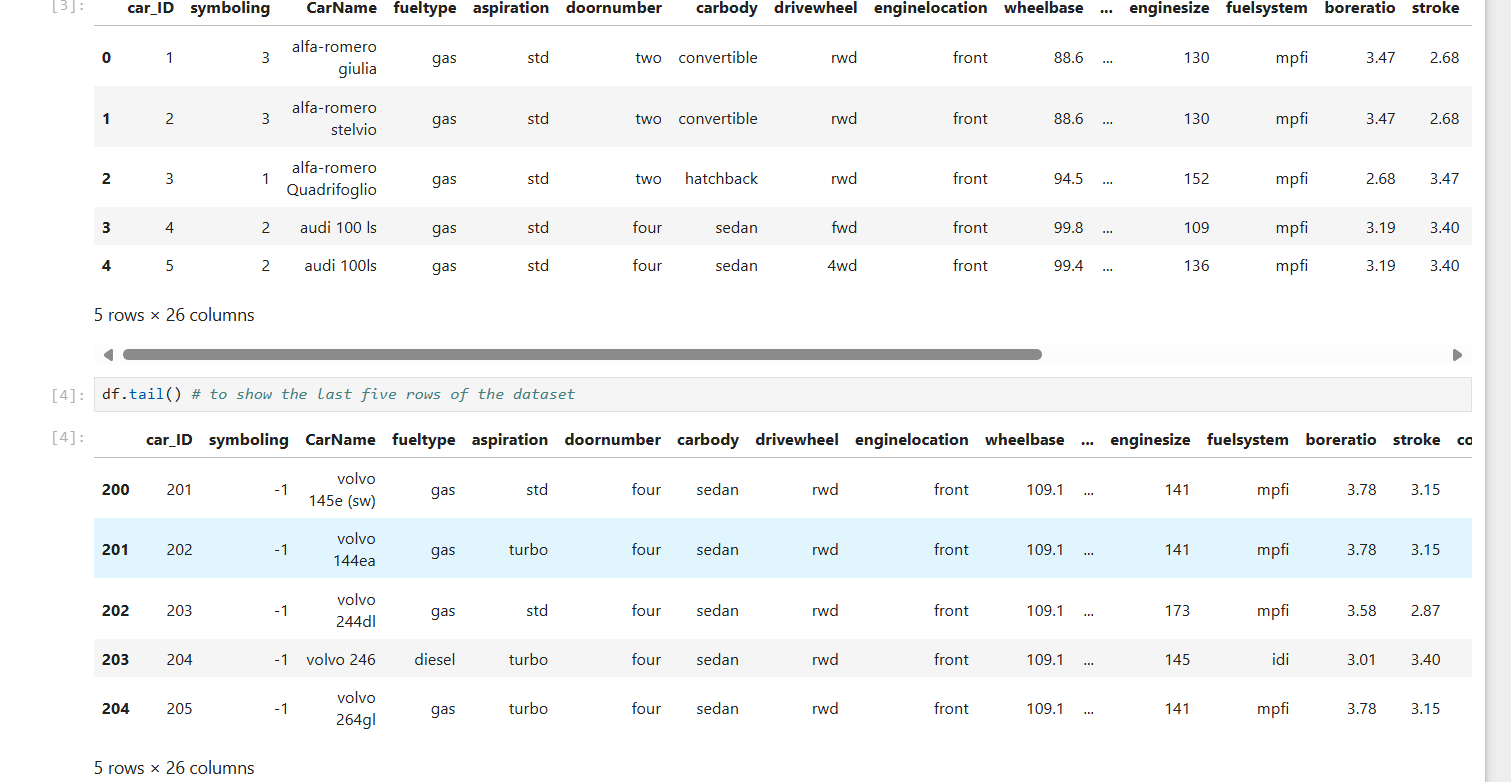 [3]: car_ID symboling CarName fueltype aspiration doornumber carbody drivewheel enginelocation wheelbase ... enginesize fuelsystem boreratio stroke
0 1 3 alfa-romero giulia gas std two convertible rwd front 88.6 ... 130 mpfi 3.47 2.68
1 2 3 alfa-romero stelvio gas std two convertible rwd front 88.6 ... 130 mpfi 3.47 2.68
2 3 1 alfa-romero Quadrifoglio gas std two hatchback rwd front 94.5 ... 152 mpfi 2.68 3.47
3 4 2 audi 100 ls gas std four sedan fwd front 99.8 ... 109 mpfi 3.19 3.40
4 5 2 audi 100ls gas std four sedan 4wd front 99.4 ... 136 mpfi 3.19 3.40
5 rows × 26 columns
[4]: df.tail() # to show the last five rows of the dataset
[4]: car_ID symboling CarName fueltype aspiration doornumber carbody drivewheel enginelocation wheelbase ... enginesize fuelsystem boreratio stroke co
200 201 -1 volvo 145e (sw) gas std four sedan rwd front 109.1 ... 141 mpfi 3.78 3.15
201 202 -1 volvo 144ea gas turbo four sedan rwd front 109.1 ... 141 mpfi 3.78 3.15
202 203 -1 volvo 244dl gas std four sedan rwd front 109.1 ... 173 mpfi 3.58 2.87
203 204 -1 volvo 246 diesel turbo four sedan rwd front 109.1 ... 145 idi 3.01 3.40
204 205 -1 volvo 264gl gas turbo four sedan rwd front 109.1 ... 141 mpfi 3.78 3.15
5 rows × 26 columns